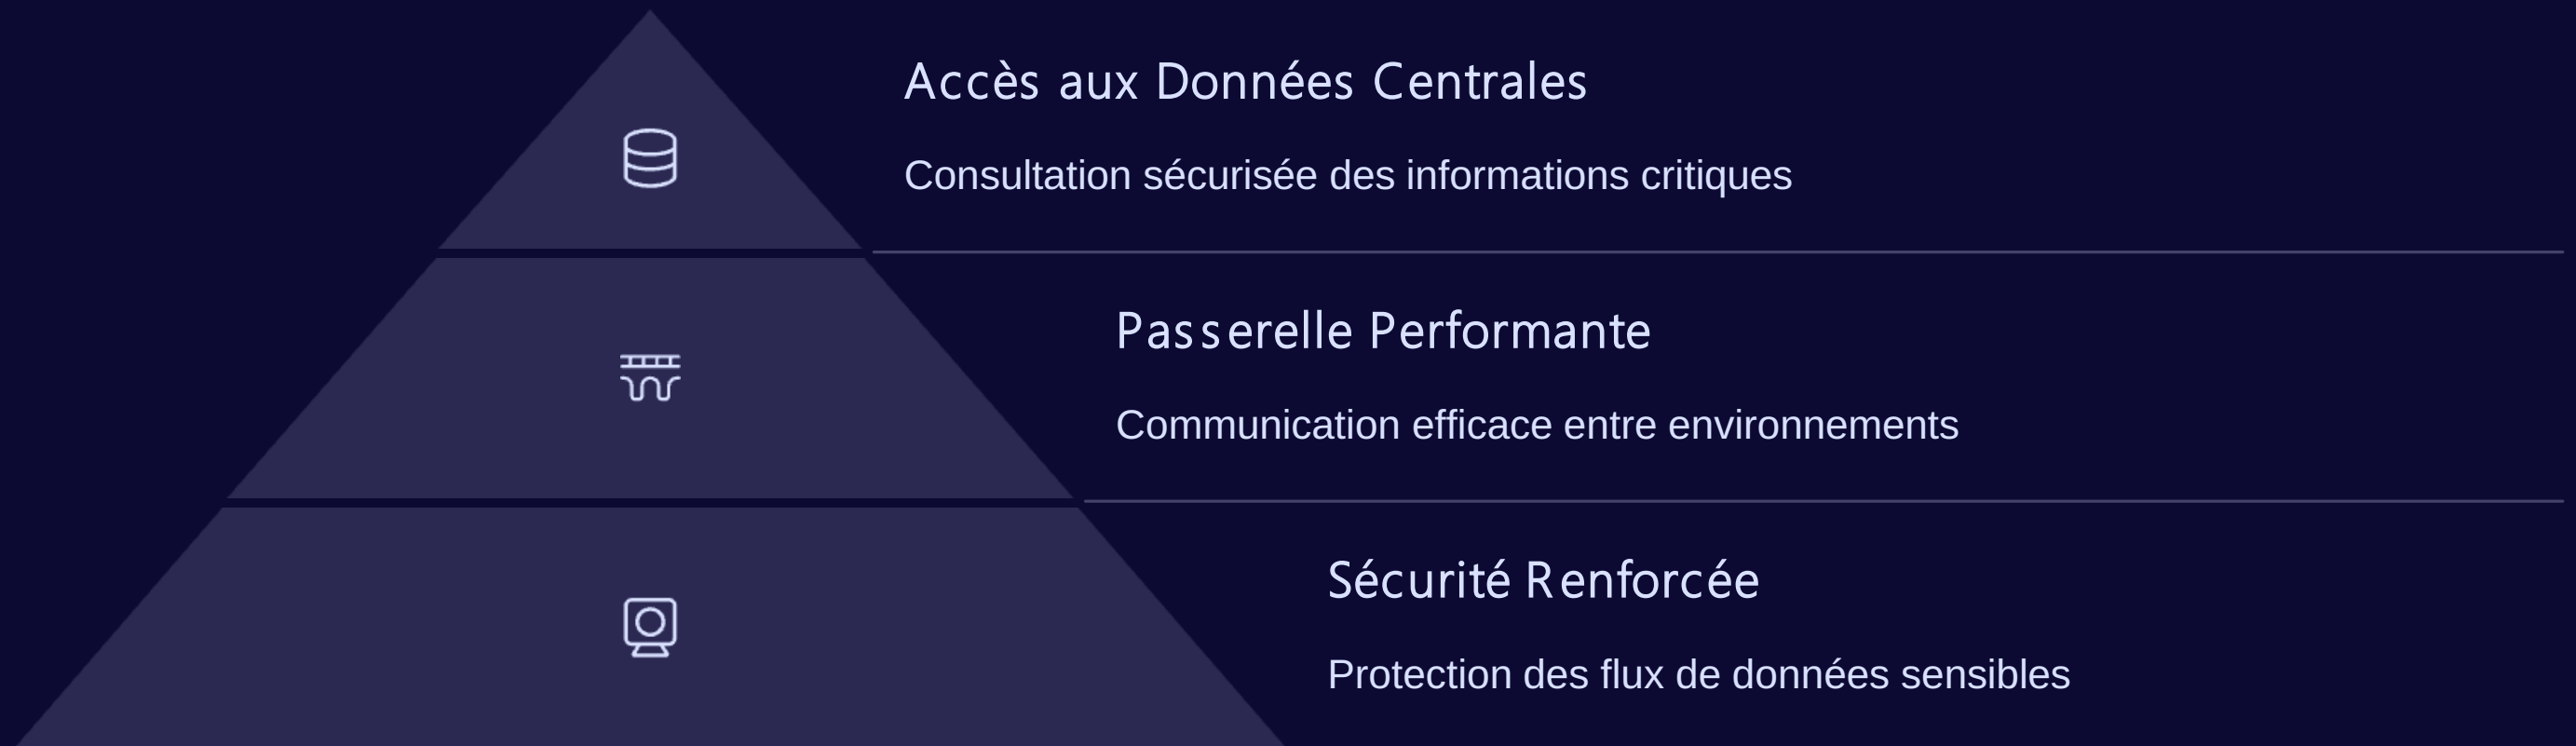 Accès aux Données Centrales
Consultation sécurisée des informations critiques
Passerelle Performante
Communication efficace entre environnements
Sécurité Renforcée
Protection des flux de données sensibles